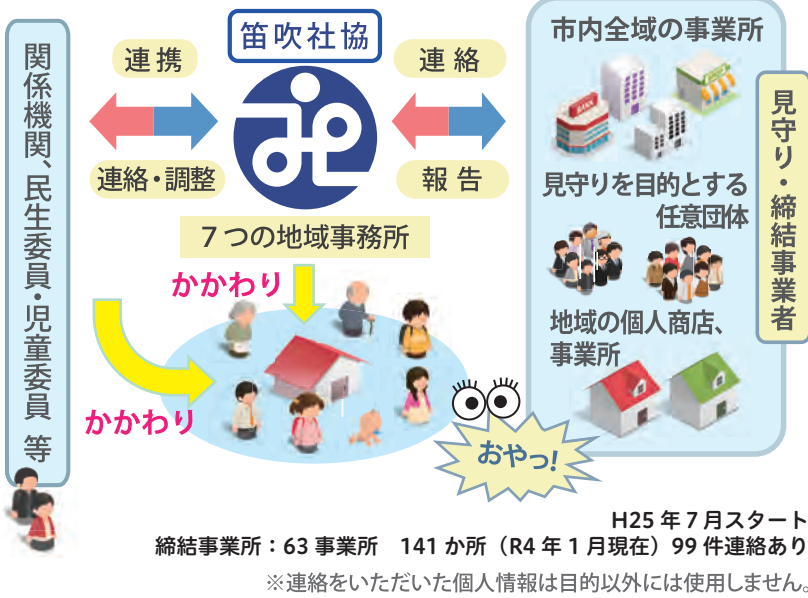 関係機関、民生委員・児童委員 等
笛吹社協
連携
連絡・調整
連絡
報告
7つの地域事務所
かかわり
かかわり
市内全域の事業所
BANK
SHOP
見守りを目的とする
任意団体
地域の個人商店、
事業所
見守り・締結事業者
おやっ!
H25年7月スタート
締結事業所:63事業所 141か所(R4年1月現在)99件連絡あり
※連絡をいただいた個人情報は目的以外には使用しません。